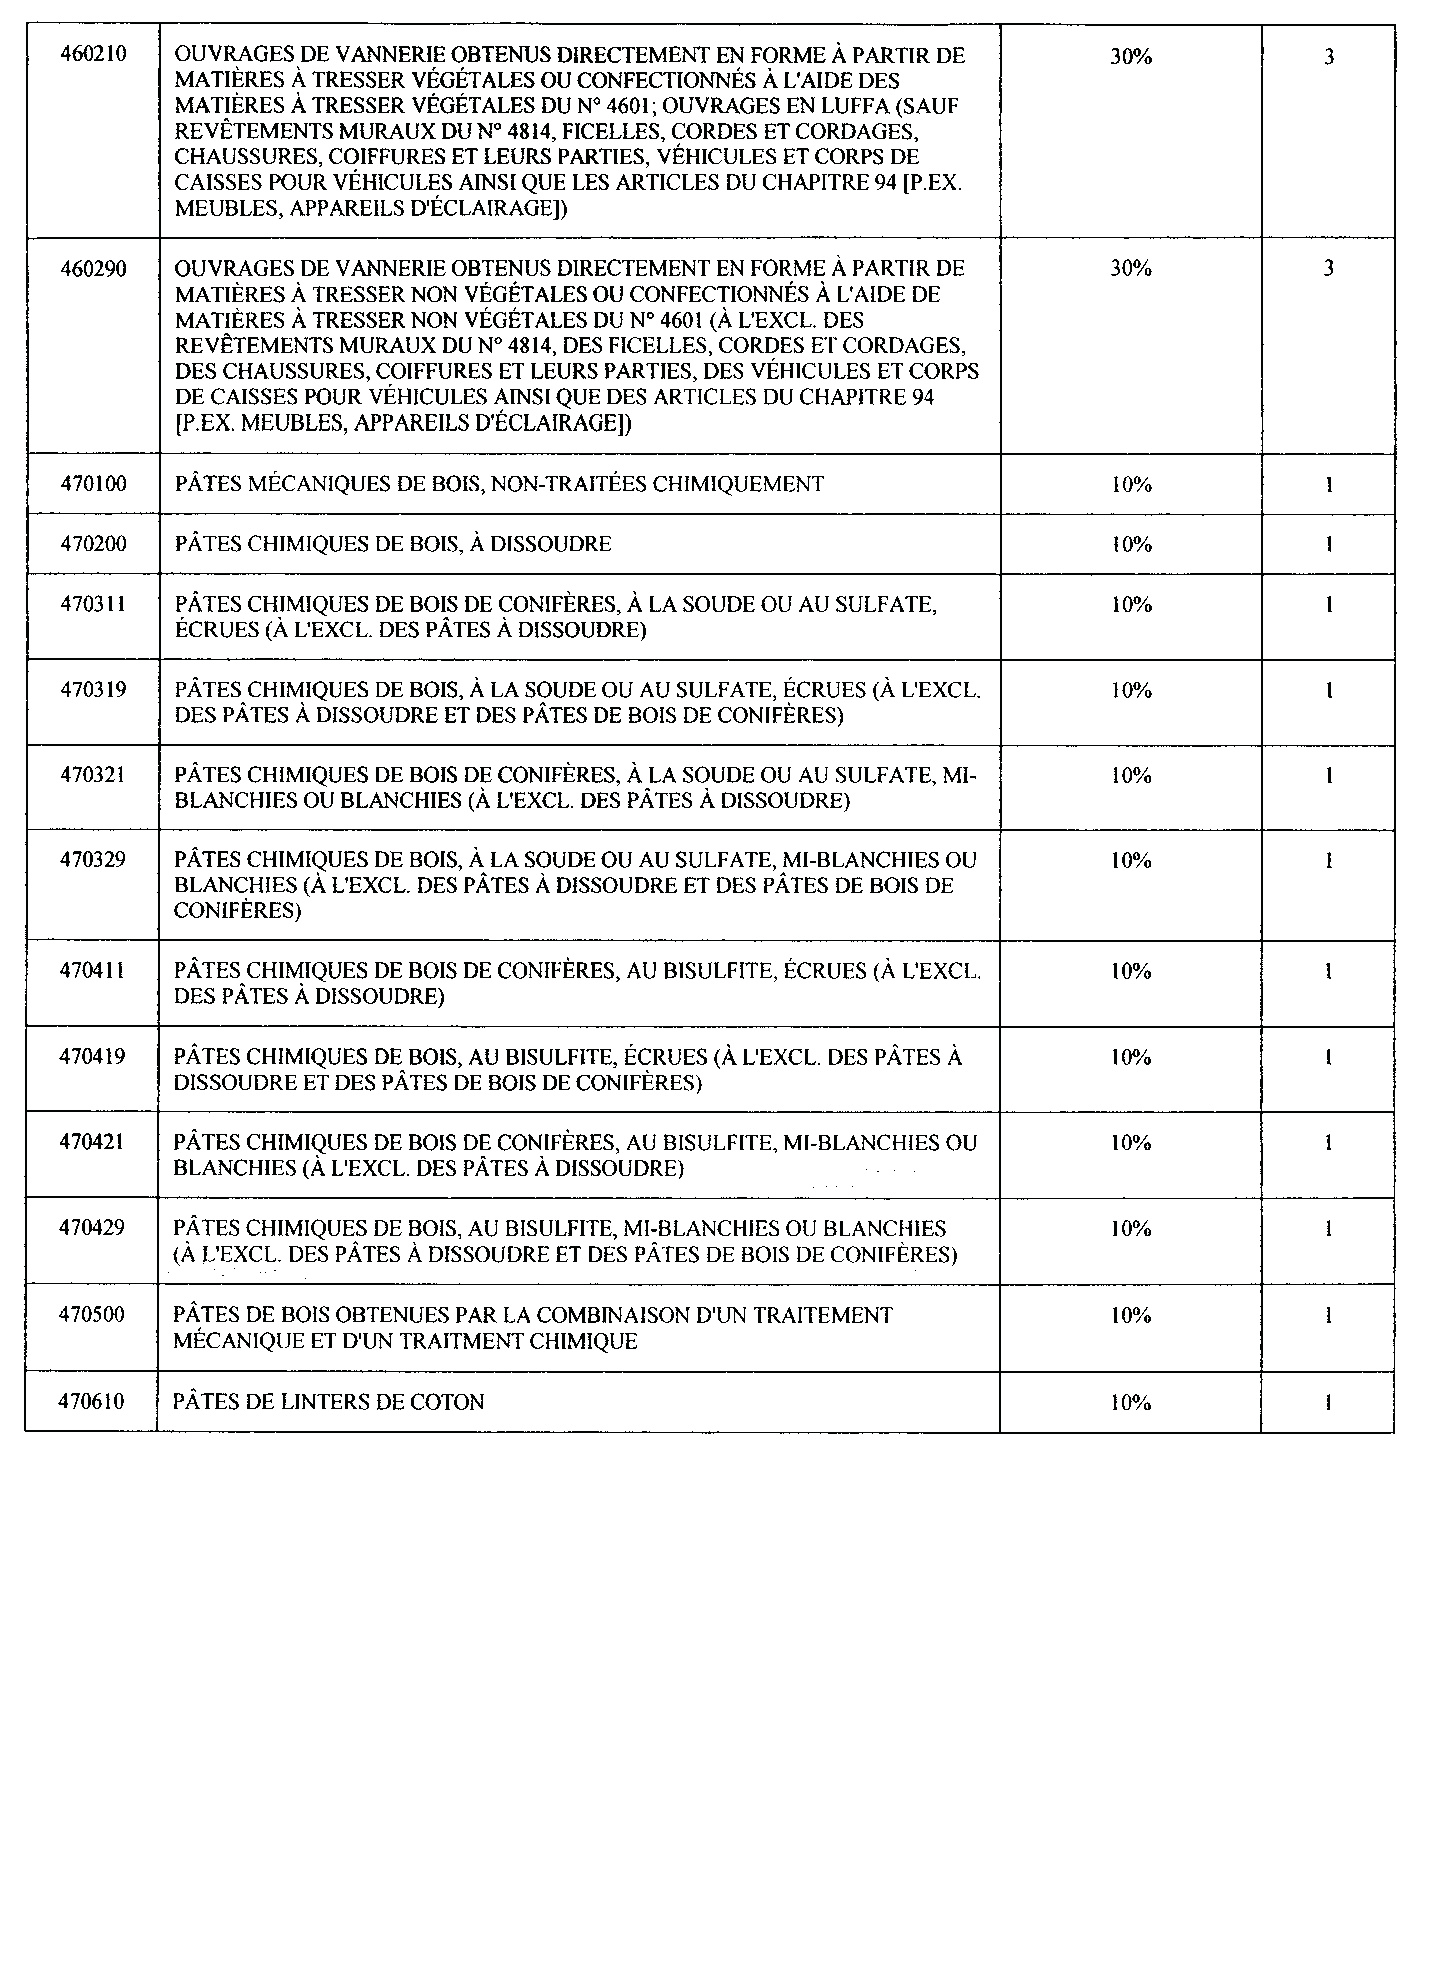 460210 OUVRAGES DE VANNERIE OBTENUS DIRECTEMENT EN FORME À PARTIR DE 30% 3
MATIÈRES À TRESSER VÉGÉTALES OU CONFECTIONNÉS À L'AIDE DES
MATIÈRES À TRESSER VÉGÉTALES DU N° 4601; OUVRAGES EN LUFFA (SAUF
REVÊTEMENTS MURAUX DU N° 4814, FICELLES, CORDES ET CORDAGES,
CHAUSSURES, COIFFURES ET LEURS PARTIES, VÉHICULES ET CORPS DE
CAISSES POUR VÉHICULES AINSI QUE LES ARTICLES DU CHAPITRE 94 [P.EX.
MEUBLES, APPAREILS D'ÉCLAIRAGE])
460290 OUVRAGES DE VANNERIE OBTENUS DIRECTEMENT EN FORME À PARTIR DE 30% 3
MATIÈRES À TRESSER NON VÉGÉTALES OU CONFECTIONNÉS À L'AIDE DE
MATIÈRES À TRESSER NON VÉGÉTALES DU N° 4601 (À L'EXCL. DES
REVÊTEMENTS MURAUX DU N° 4814, DES FICELLES, CORDES ET CORDAGES,
DES CHAUSSURES, COIFFURES ET LEURS PARTIES, DES VÉHICULES ET CORPS
DE CAISSES POUR VÉHICULES AINSI QUE DES ARTICLES DU CHAPITRE 94
[P.EX. MEUBLES, APPAREILS D'ÉCLAIRAGE])
470100 PÂTES MÉCANIQUES DE BOIS, NON-TRAITÉES CHIMIQUEMENT 10% 1
470200 PÂTES CHIMIQUES DE BOIS, À DISSOUDRE 10% 1
470311 PÂTES CHIMIQUES DE BOIS DE CONIFÈRES, À LA SOUDE OU AU SULFATE, 10% 1
ÉCRUES (À L'EXCL. DES PÂTES À DISSOUDRE)
470319 PÂTES CHIMIQUES DE BOIS, À LA SOUDE OU AU SULFATE, ÉCRUES (À L'EXCL. 10% 1
DES PÂTES À DISSOUDRE ET DES PÂTES DE BOIS DE CONIFÈRES)
470321 PÂTES CHIMIQUES DE BOIS DE CONIFÈRES, À LA SOUDE OU AU SULFATE, MI- 10% 1
BLANCHIES OU BLANCHIES (À L'EXCL. DES PÂTES À DISSOUDRE)
470329 PÂTES CHIMIQUES DE BOIS, À LA SOUDE OU AU SULFATE, MI-BLANCHIES OU 10% 1
BLANCHIES (À L'EXCL. DES PÂTES À DISSOUDRE ET DES PÂTES DE BOIS DE
CONIFÈRES)
470411 PÂTES CHIMIQUES DE BOIS DE CONIFÈRES, AU BISULFITE, ÉCRUES (À L'EXCL. 10% 1
DES PÂTES À DISSOUDRE)
470419 PÂTES CHIMIQUES DE BOIS, AU BISULFITE, ÉCRUES (À L'EXCL. DES PÂTES À 10% 1
DISSOUDRE ET DES PÂTES DE BOIS DE CONIFÈRES)
470421 PÂTES CHIMIQUES DE BOIS DE CONIFÈRES, AU BISULFITE, MI-BLANCHIES OU 10% 1
BLANCHIES (À L'EXCL. DES PÂTES À DISSOUDRE)
470429 PÂTES CHIMIQUES DE BOIS, AU BISULFITE, MI-BLANCHIES OU BLANCHIES 10% 1
(À L'EXCL. DES PÂTES À DISSOUDRE ET DES PÂTES DE BOIS DE CONIFÈRES)
470500 PÂTES DE BOIS OBTENUES PAR LA COMBINAISON D'UN TRAITEMENT 10% 1
MÉCANIQUE ET D'UN TRAITMENT CHIMIQUE
470610 PÂTES DE LINTERS DE COTON 10% 1